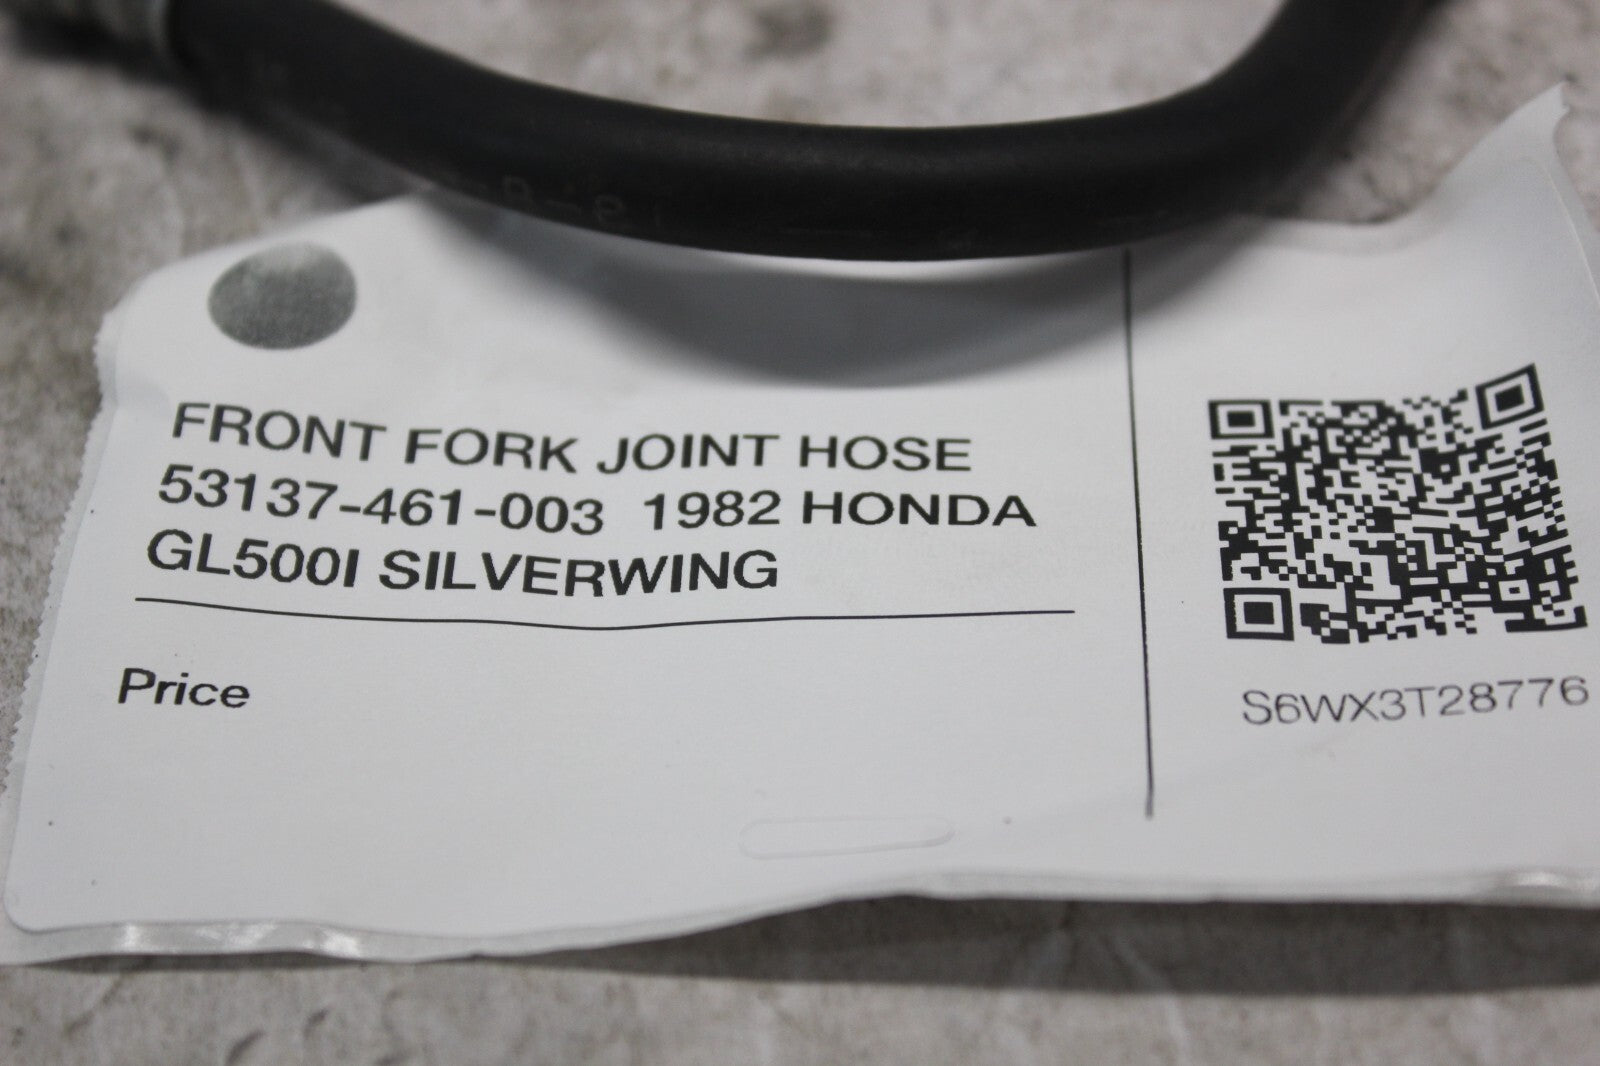 FRONT FORK JOINT HOSE
53137-461-003 1982 HONDA
GL500I SILVERWING
Price
S6WX3T28776